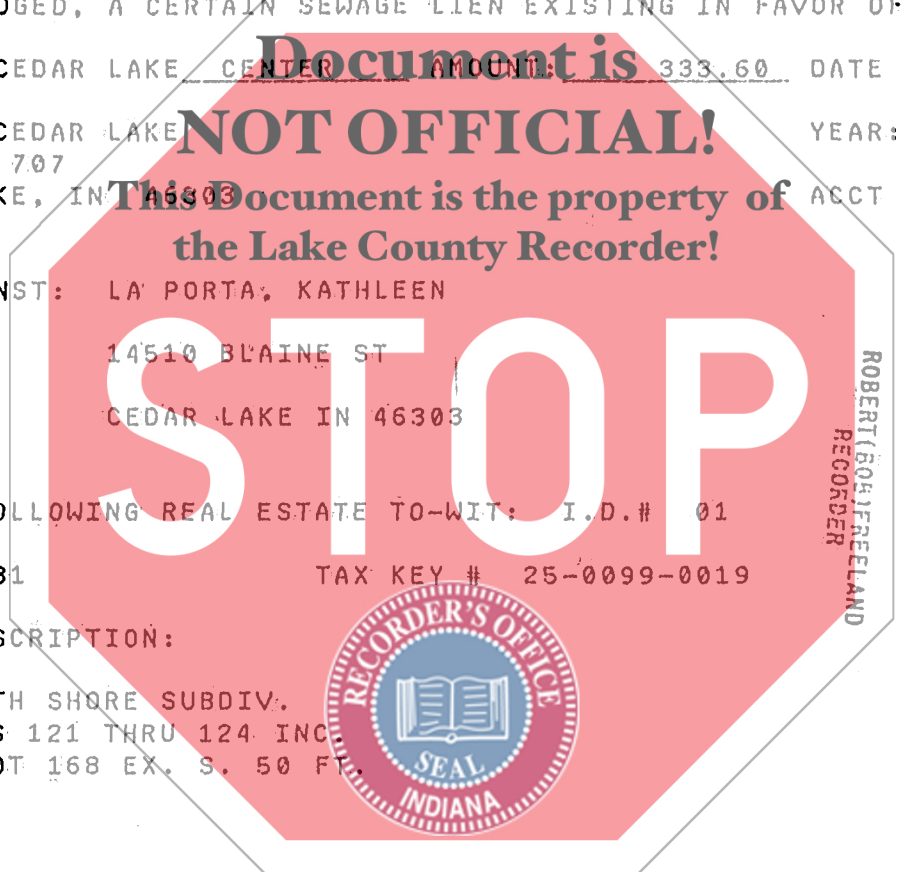 OGED, A CERTAIN SEWAGE LIEN EXISTING IN FAVOR OF
Document is
CEDAR LAKE CENTER AMOUNT: 333.60 DATE
NOT OFFICIAL!
CEDAR LAKE YEAR:
707
KE, IN 46303 ACCT
This Document is the property of
the Lake County Recorder!
NST: LA PORTA, KATHLEEN
STOP
14510 BLAINE ST
CEDAR LAKE IN 46303
ROBERT(BOB)FREELAND
RECORDER
OLLOWING REAL ESTATE TO-WIT: I.D.# 01
31 TAX KEY # 25-0099-0019
SCRIPTION:
RECORDER'S OFFICE
SEAL
INDIANA
TH SHORE SUBDIV.
S 121 THRU 124 INC.
OT 168 EX. S. 50 FT.